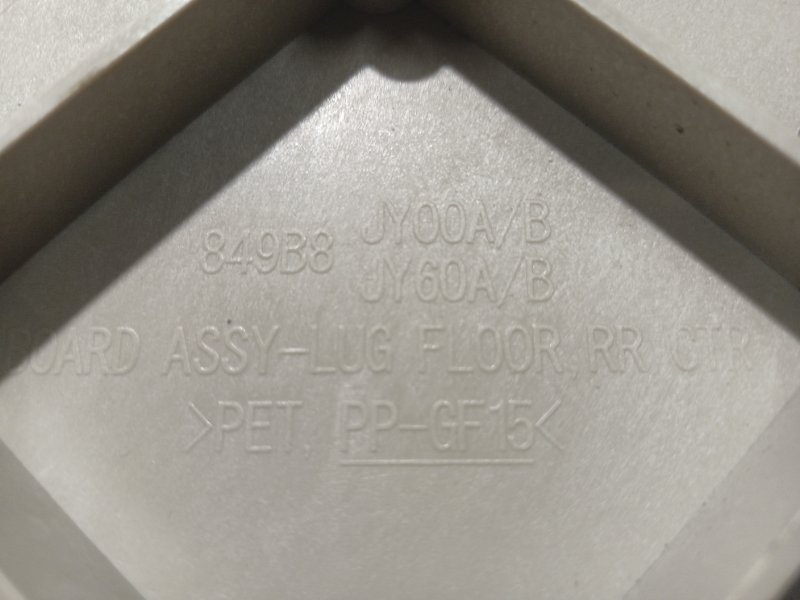 849B8 JY00A/B
JY60A/B
BOARD ASSY-LUG FLOOR, RR CTR
>PET, PP-GF15<